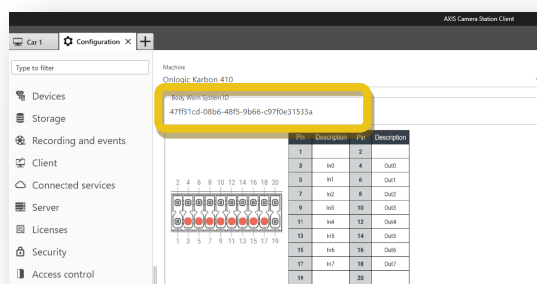 AXIS Camera Station Client
Car 1
Configuration
Type to filter
Devices
Storage
Recording and events
Client
Connected services
Server
Licenses
Security
Access control
Machine
Onlogic Karbon 410
Body Worn System ID
47ff31cd-08b6-48f5-9b66-c97f0e31533a
2 4 6 8 10 12 14 16 18 20
1 3 5 7 9 11 13 15 17 19
Pin Description Pin Description
1 2
3 In0 4 Out0
5 In1 6 Out1
7 In2 8 Out2
9 In3 10 Out3
11 In4 12 Out4
13 In5 14 Out5
15 In6 16 Out6
17 In7 18 Out7
19 20